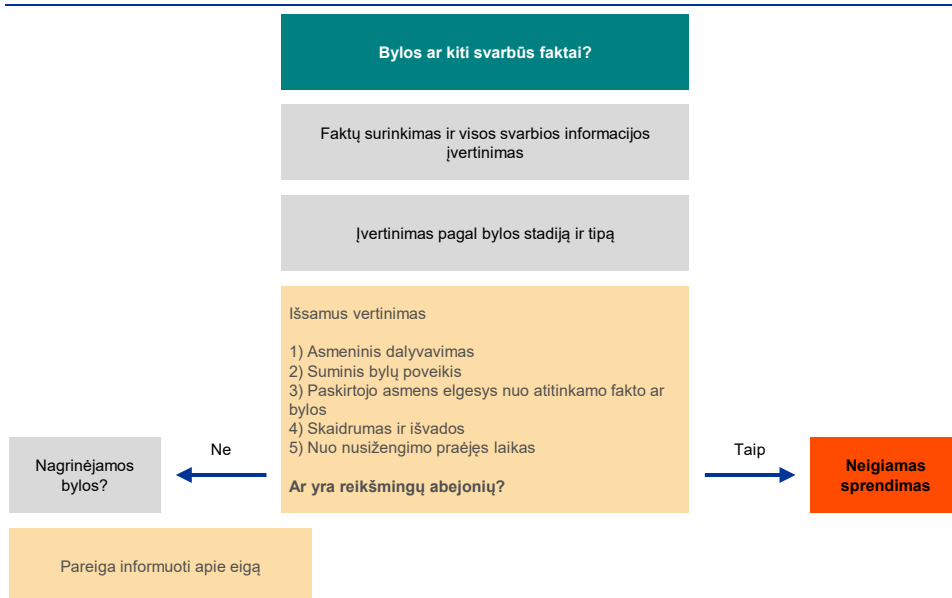 Bylos ar kiti svarbūs faktai?
Faktų surinkimas ir visos svarbios informacijos
įvertinimas
Įvertinimas pagal bylos stadiją ir tipą
Išsamus vertinimas
1) Asmeninis dalyvavimas
2) Suminis bylų poveikis
3) Paskirtojo asmens elgesys nuo atitinkamo fakto ar
bylos
4) Skaidrumas ir išvados
5) Nuo nusižengimo praėjęs laikas
Ar yra reikšmingų abejonių?
Ne
Taip
Nagrinėjamos
bylos?
Neigiamas
sprendimas
Pareiga informuoti apie eigą